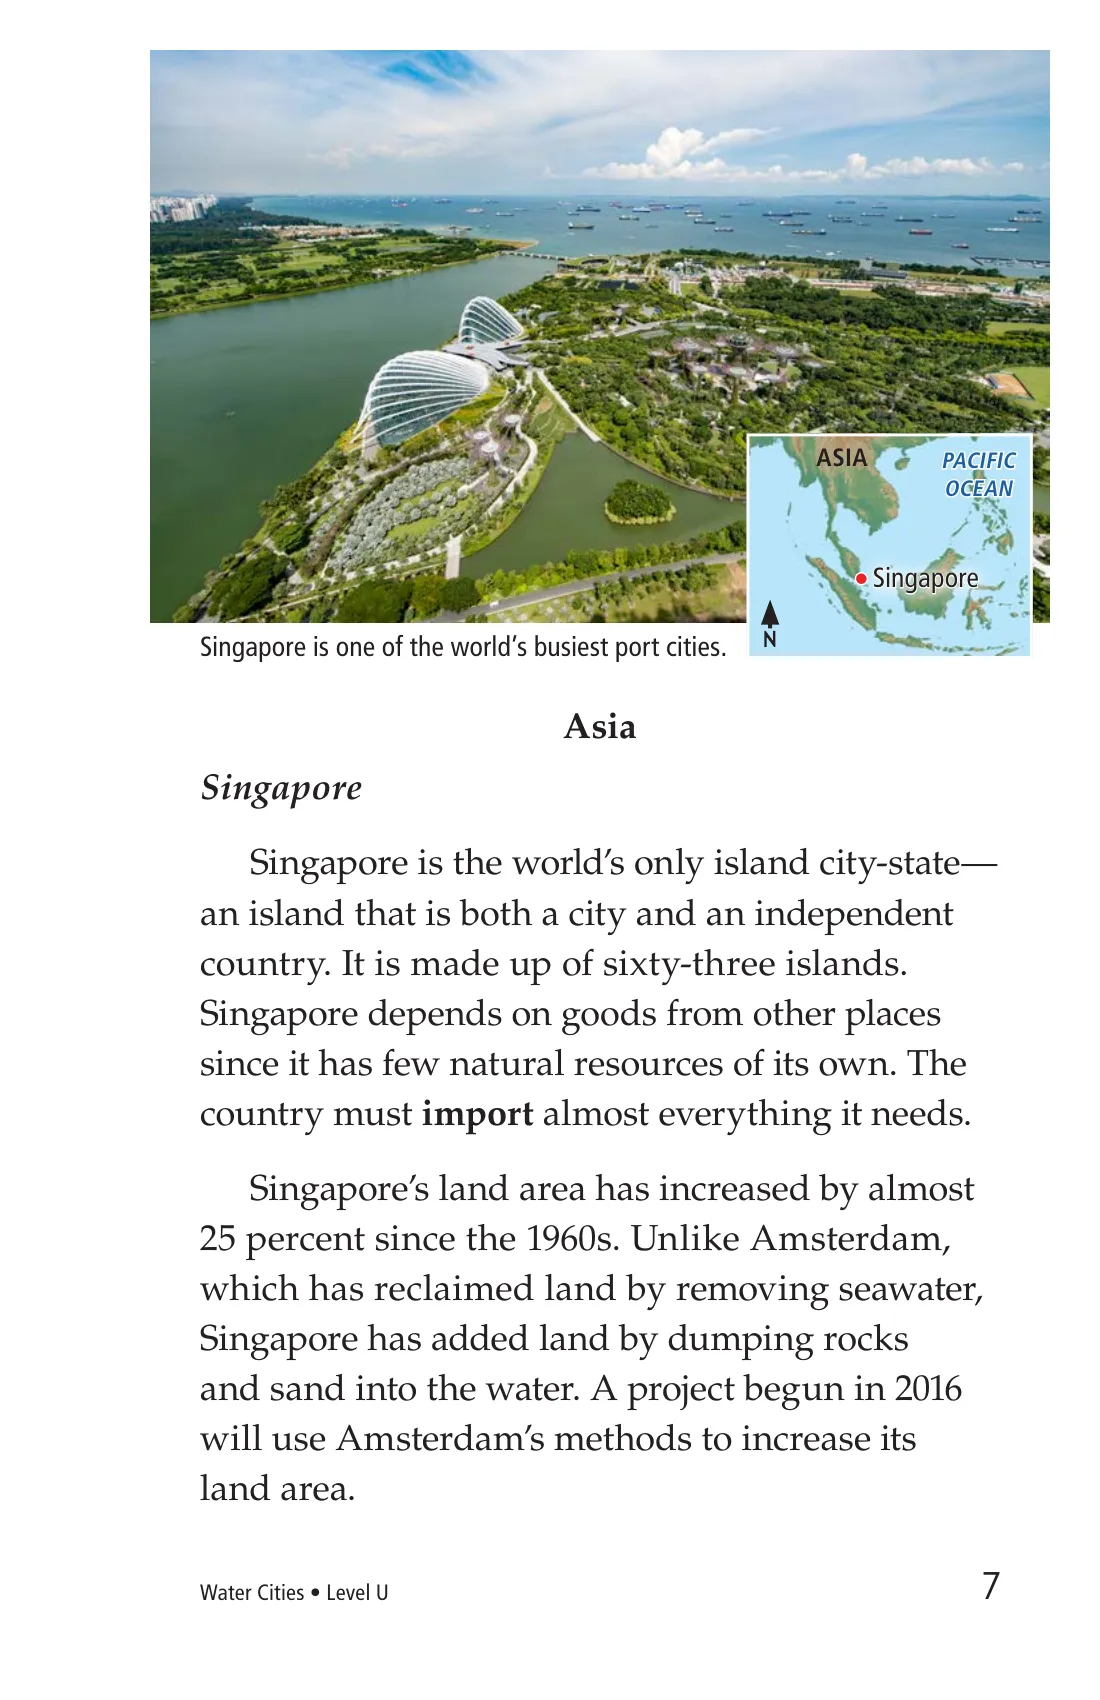 ASIA
PACIFIC
OCEAN
Singapore
N
Singapore is one of the world's busiest port cities.
Asia
Singapore
Singapore is the world's only island city-state—
an island that is both a city and an independent
country. It is made up of sixty-three islands.
Singapore depends on goods from other places
since it has few natural resources of its own. The
country must import almost everything it needs.
Singapore's land area has increased by almost
25 percent since the 1960s. Unlike Amsterdam,
which has reclaimed land by removing seawater,
Singapore has added land by dumping rocks
and sand into the water. A project begun in 2016
will use Amsterdam's methods to increase its
land area.
Water Cities • Level U
7